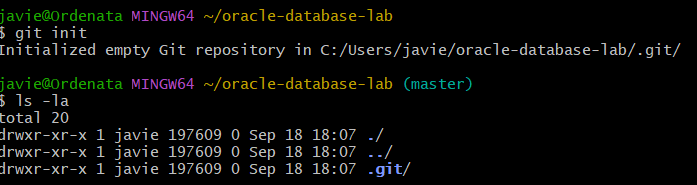 javie@Ordenata MINGW64 ~/oracle-database-lab
$ git init
Initialized empty Git repository in C:/Users/javie/oracle-database-lab/.git/
javie@Ordenata MINGW64 ~/oracle-database-lab (master)
$ ls -la
total 20
drwxr-xr-x 1 javie 197609 0 Sep 18 18:07 ./
drwxr-xr-x 1 javie 197609 0 Sep 18 18:07 ../
drwxr-xr-x 1 javie 197609 0 Sep 18 18:07 .git/